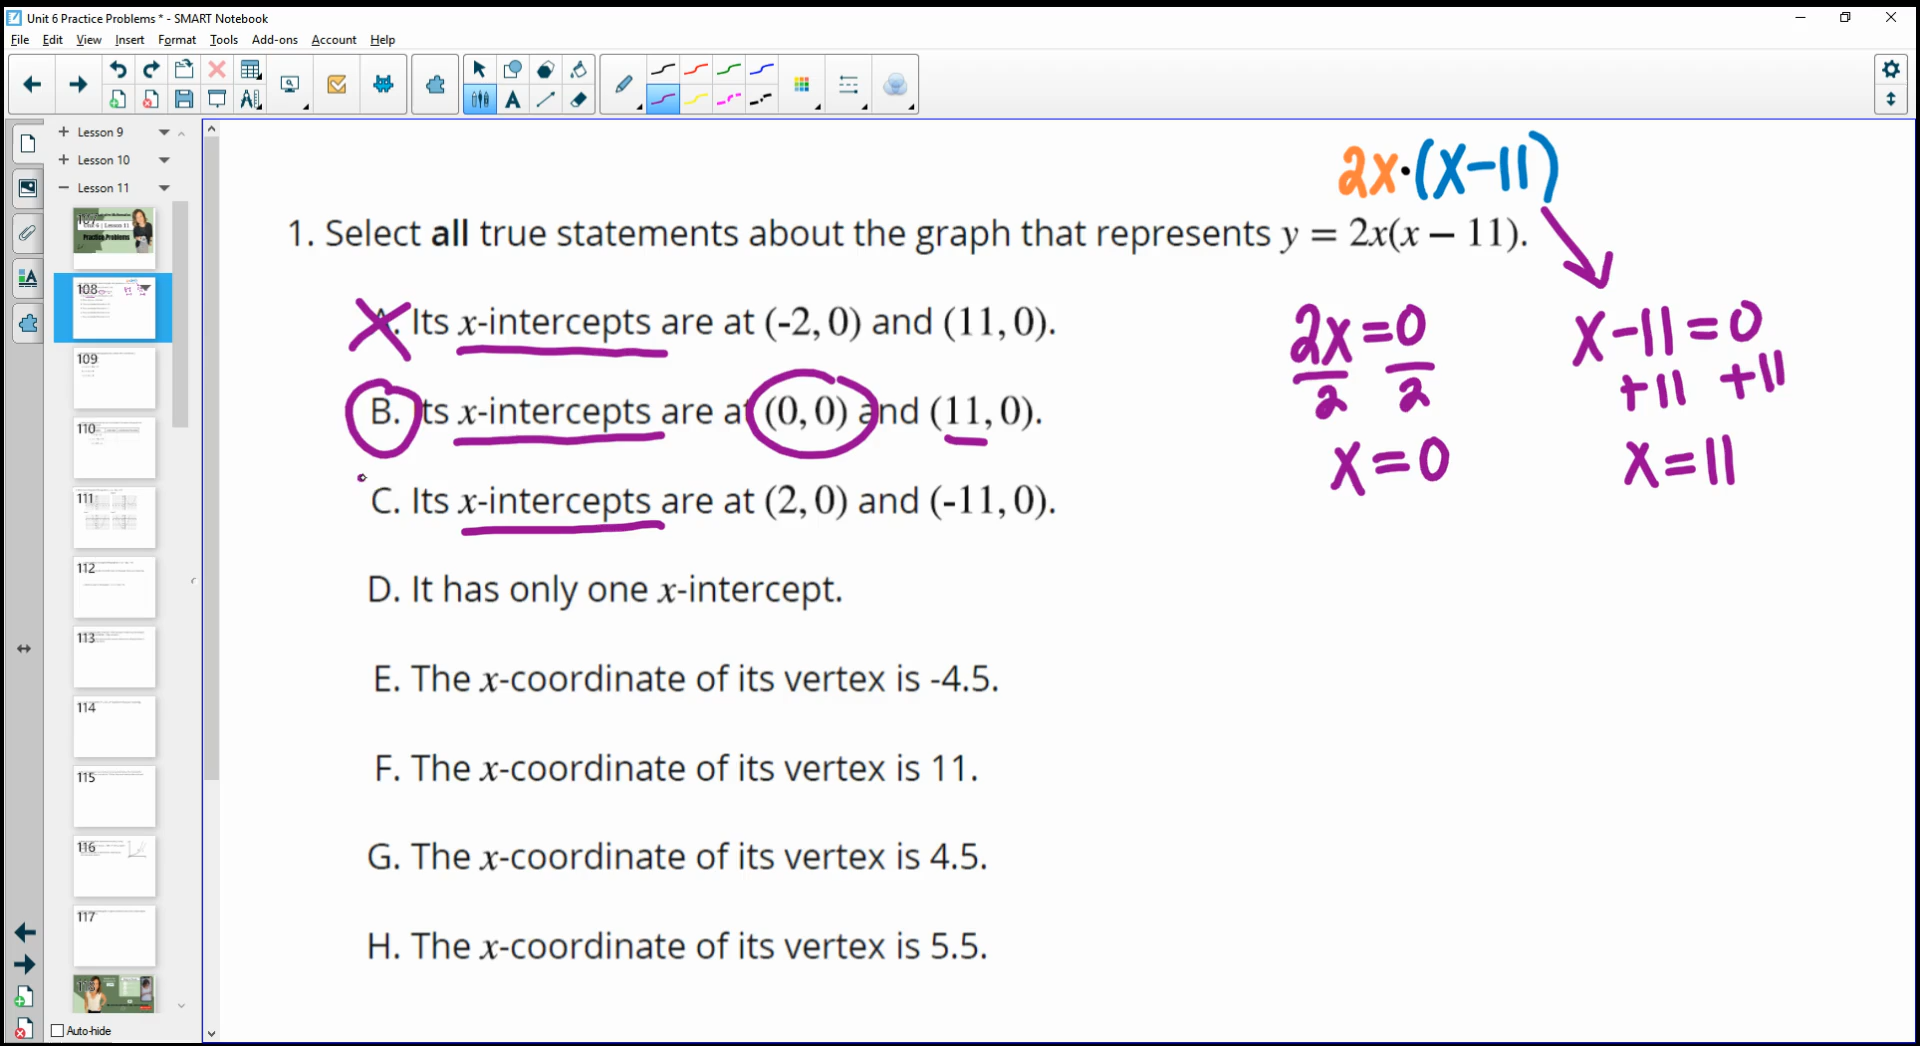 Unit 6 Practice Problems * - SMART Notebook
File Edit View Insert Format Tools Add-ons Account Help
Lesson 9
Lesson 10
Lesson 11
107
Practice Problems
108
109
110
111
112
113
114
115
116
117
Auto-hide
2x·(x-11)
1. Select all true statements about the graph that represents y = 2x(x − 11).
A. Its x-intercepts are at (-2, 0) and (11, 0).
B. Its x-intercepts are at (0, 0) and (11, 0).
C. Its x-intercepts are at (2, 0) and (-11, 0).
D. It has only one x-intercept.
E. The x-coordinate of its vertex is -4.5.
F. The x-coordinate of its vertex is 11.
G. The x-coordinate of its vertex is 4.5.
H. The x-coordinate of its vertex is 5.5.
2x=0
2 2
x=0
x-11=0
+11 +11
x=11